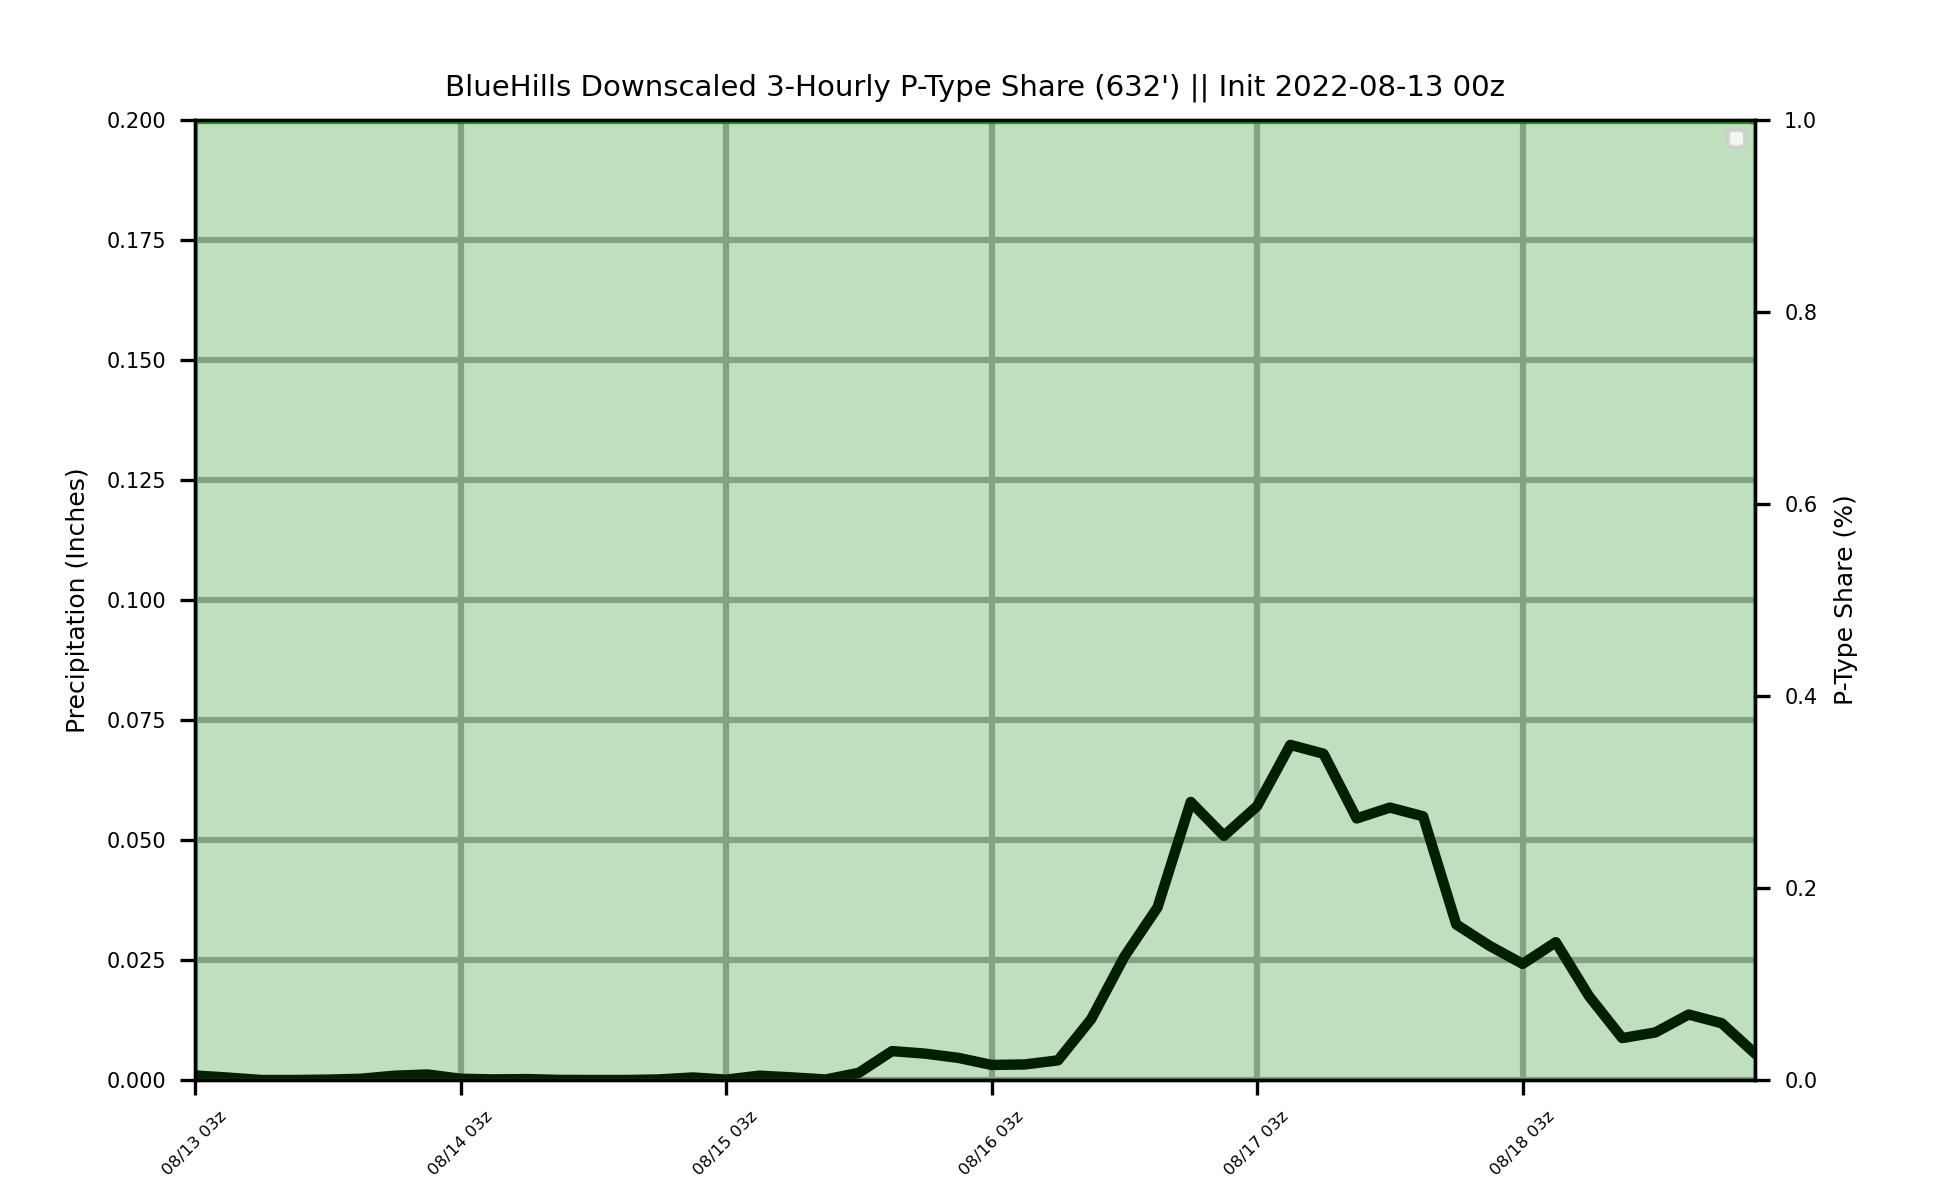 BlueHills Downscaled 3-Hourly P-Type Share (632') || Init 2022-08-13 00z
0.200
0.175
0.150
0.125
0.100
0.075
0.050
0.025
0.000
Precipitation (Inches)
1.0
0.8
0.6
0.4
0.2
0.0
P-Type Share (%)
08/13 03z
08/14 03z
08/15 03z
08/16 03z
08/17 03z
08/18 03z